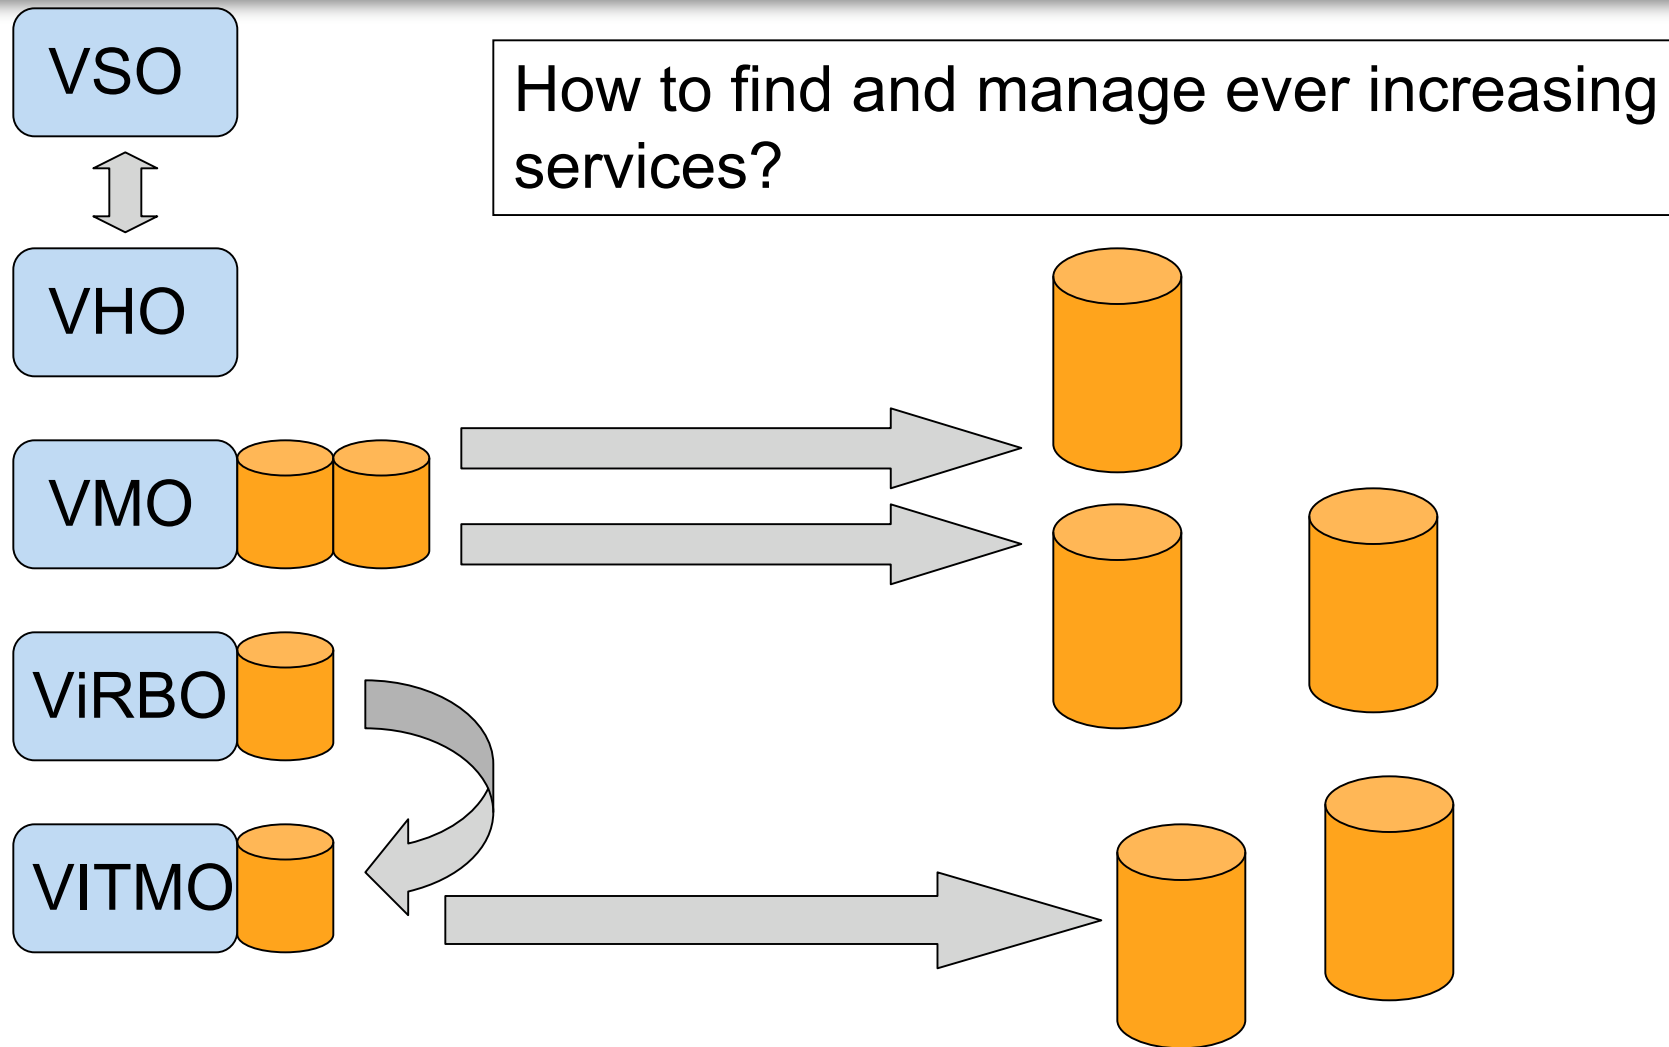 VSO
How to find and manage ever increasing
services?
VHO
VMO
ViRBO
VITMO